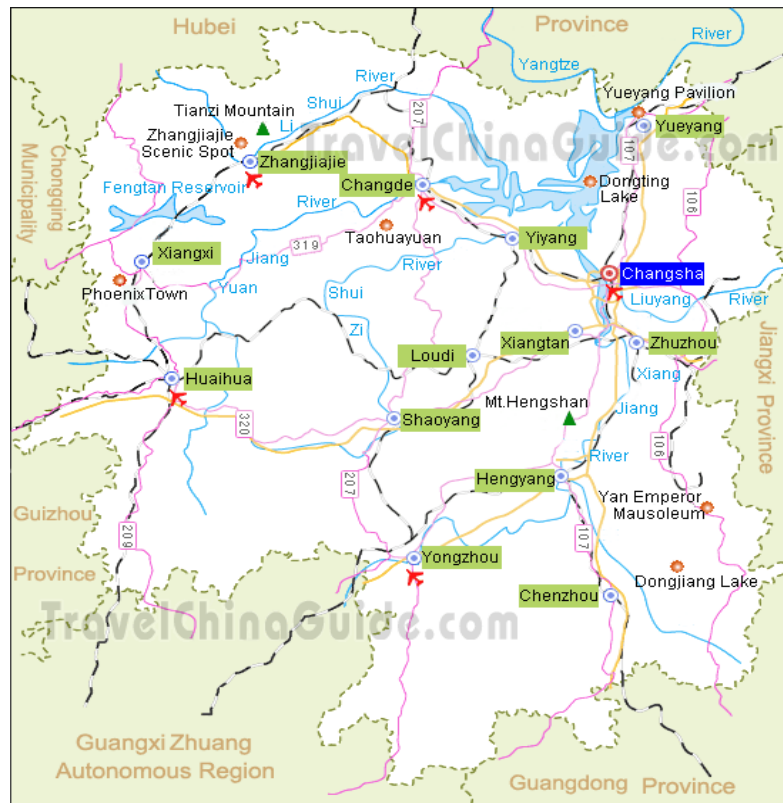 Hubei
Province
River
River
Yangtze
Yueyang Pavilion
Tianzi Mountain
Shui
207
Li
TravelChinaGuide.com
Yueyang
Zhangjiajie
Scenic Spot
Zhangjiajie
107
Chongqing
Municipality
Fengtan Reservoir
River
Changde
Dongting
Lake
106
Taohuayuan
319
Yiyang
Xiangxi
Jiang
River
Changsha
PhoenixTown
Yuan
Shui
Liuyang
River
Zi
Xiangtan
Zhuzhou
Loudi
Xiang
Jiangxi Province
Huaihua
Mt.Hengshan
Jiang
Shaoyang
320
106
River
207
Hengyang
Yan Emperor
Mausoleum
Guizhou
209
107
Yongzhou
Province
Dongjiang Lake
Chenzhou
TravelChinaGuide.com
Guangxi Zhuang
Autonomous Region
Guangdong Province